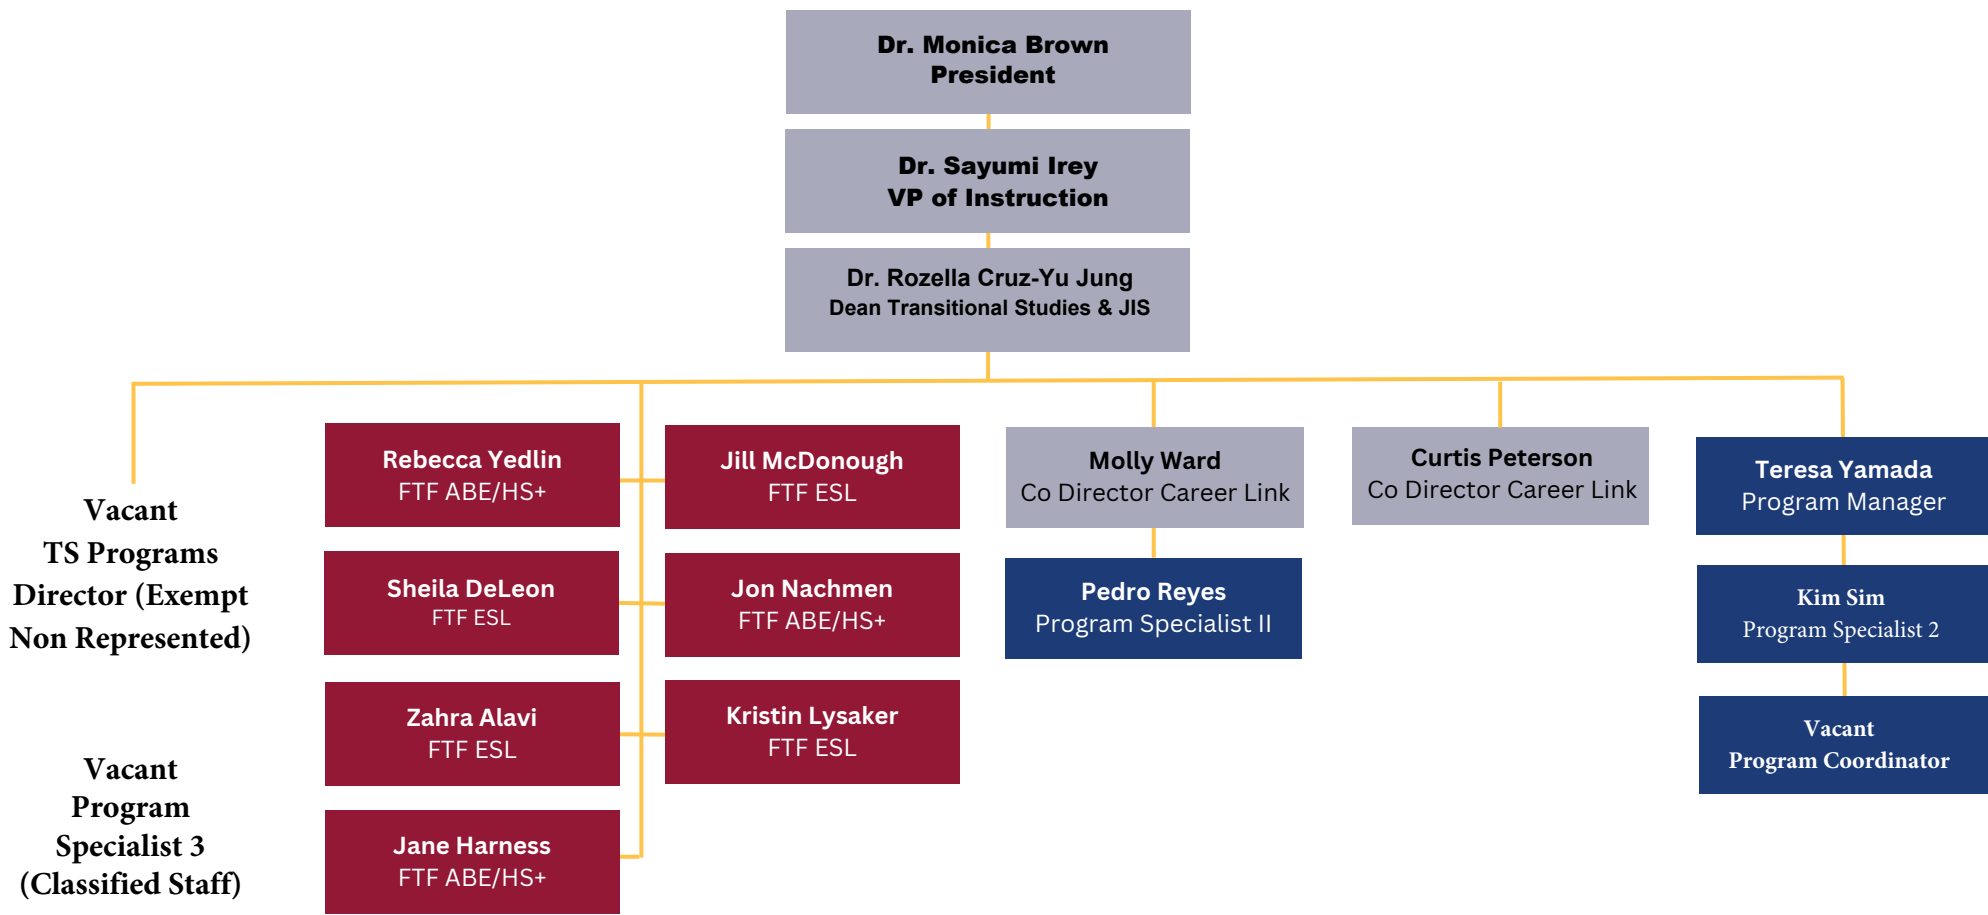 Dr. Monica Brown
President
Dr. Sayumi Irey
VP of Instruction
Dr. Rozella Cruz-Yu Jung
Dean Transitional Studies & JIS
Vacant
TS Programs
Director (Exempt
Non Represented)
Vacant
Program
Specialist 3
(Classified Staff)
Rebecca Yedlin
FTF ABE/HS+
Jill McDonough
FTF ESL
Sheila DeLeon
FTF ESL
Jon Nachmen
FTF ABE/HS+
Zahra Alavi
FTF ESL
Kristin Lysaker
FTF ESL
Jane Harness
FTF ABE/HS+
Molly Ward
Co Director Career Link
Pedro Reyes
Program Specialist II
Curtis Peterson
Co Director Career Link
Teresa Yamada
Program Manager
Kim Sim
Program Specialist 2
Vacant
Program Coordinator